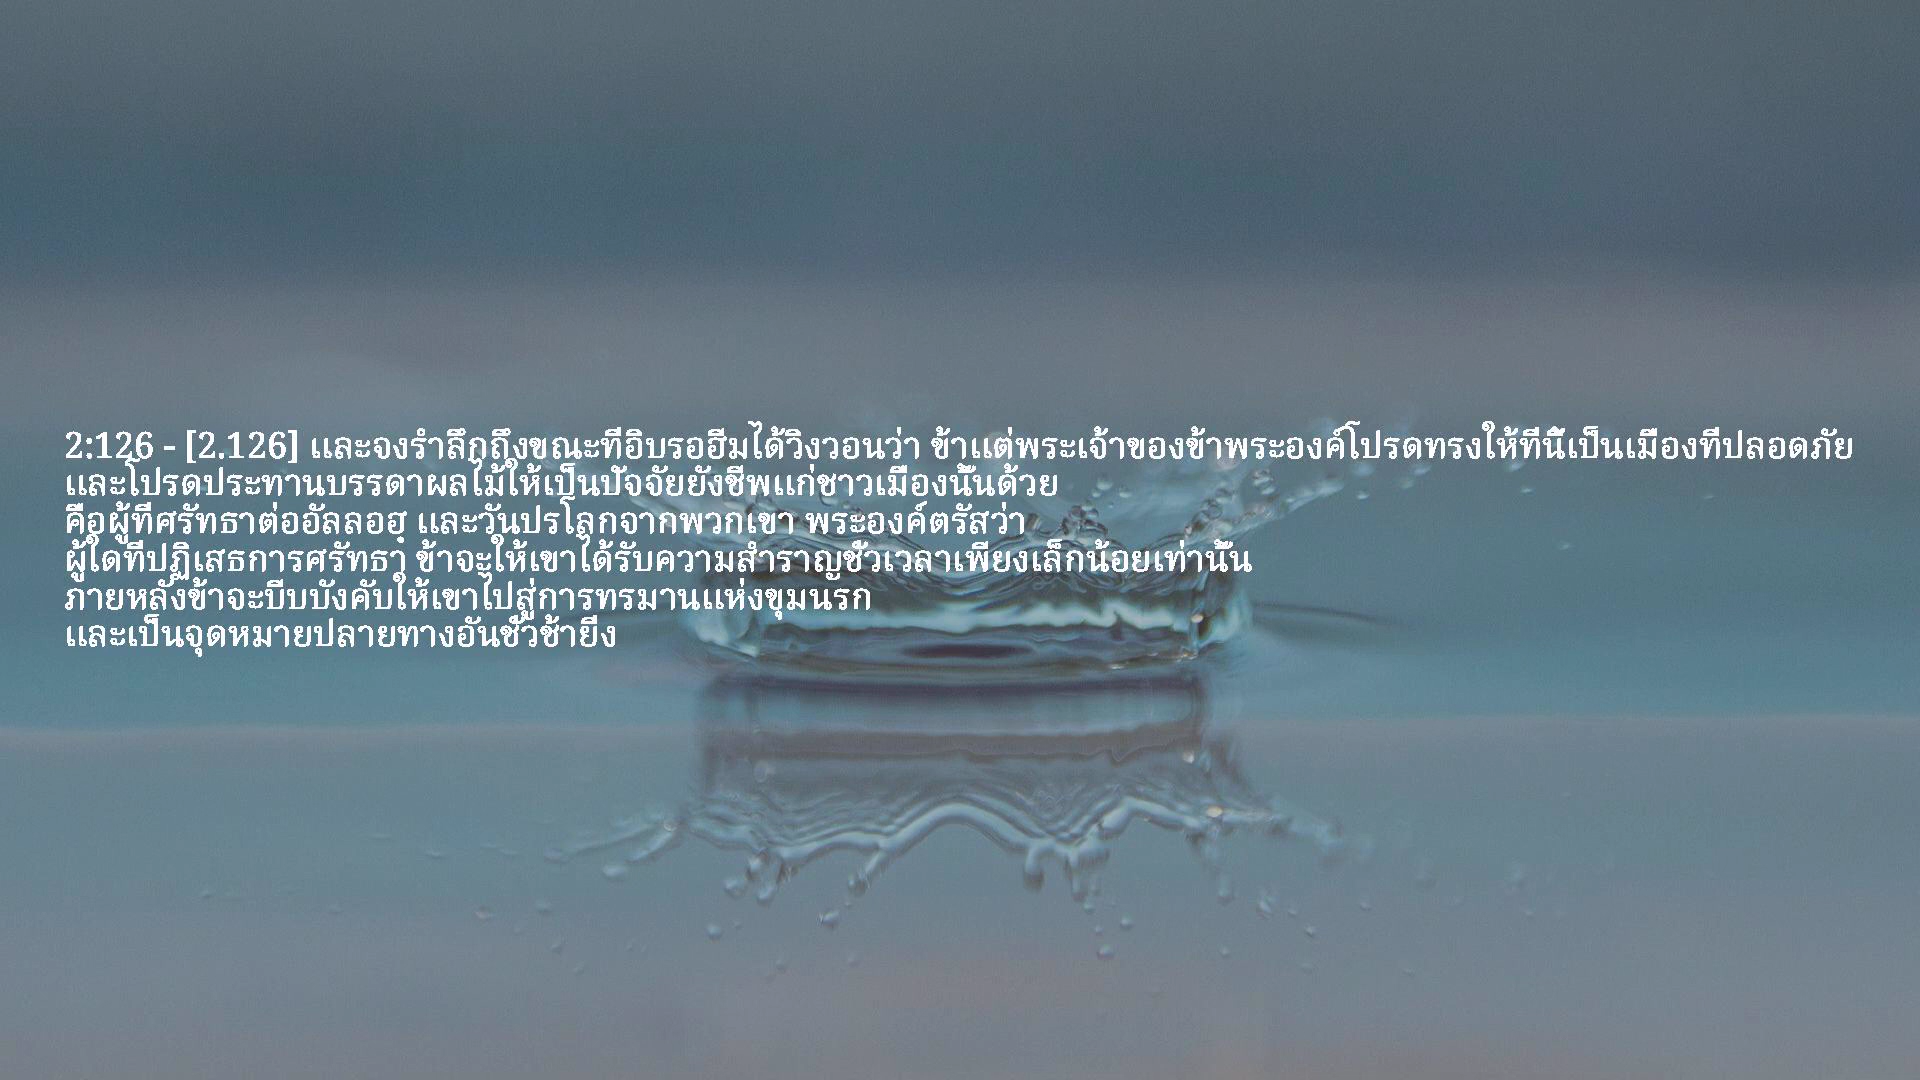 2:126 - [2.126] และจงรำลึกถึงขณะที่อิบรอฮีมได้วิงวอนว่า ข้าแต่พระเจ้าของข้าพระองค์โปรดทรงให้ที่นี้เป็นเมืองที่ปลอดภัย
และโปรดประทานบรรดาผลไม้ให้เป็นปัจจัยยังชีพแก่ชาวเมืองนั้นด้วย
คือผู้ที่ศรัทธาต่ออัลลอฮฺ และวันปรโลกจากพวกเขา พระองค์ตรัสว่า
ผู้ใดที่ปฏิเสธการศรัทธา ข้าจะให้เขาได้รับความสำราญชั่วเวลาเพียงเล็กน้อยเท่านั้น
ภายหลังข้าจะบีบบังคับให้เขาไปสู่การทรมานแห่งขุมนรก
และเป็นจุดหมายปลายทางอันชั่วช้ายิ่ง